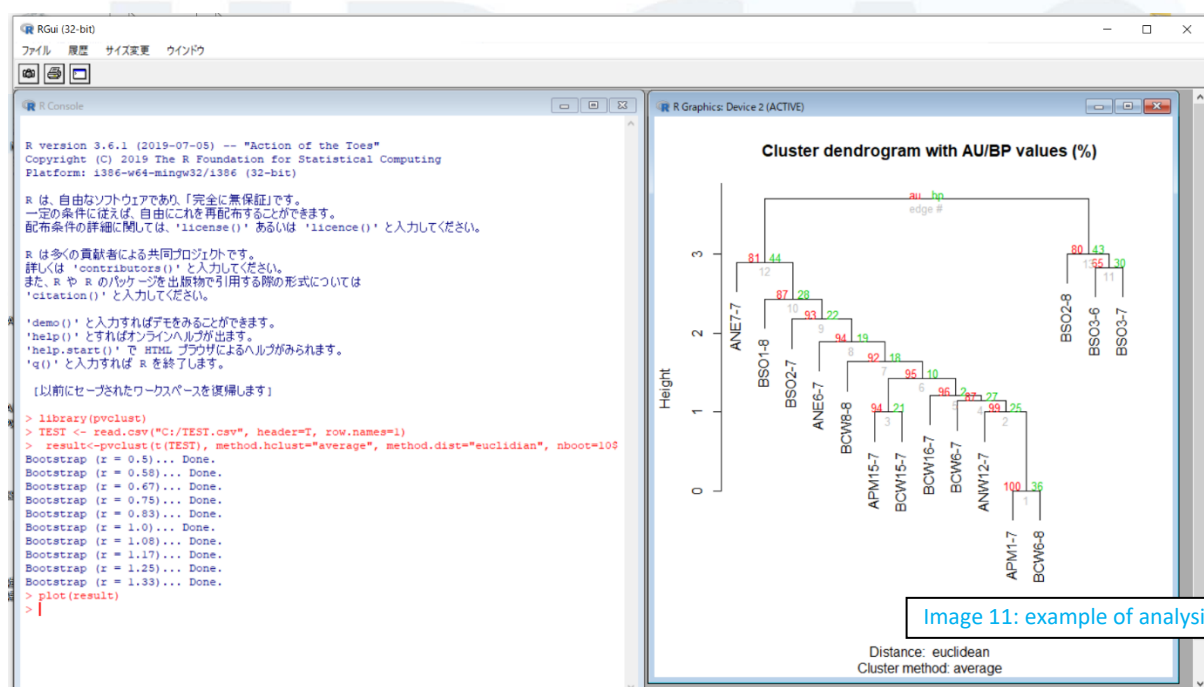 RGui (32-bit)
ファイル 履歴 サイズ変更 ウインドウ
R Console
R version 3.6.1 (2019-07-05) -- "Action of the Toes"
Copyright (C) 2019 The R Foundation for Statistical Computing
Platform: i386-w64-mingw32/i386 (32-bit)
R は、自由なソフトウェアであり、「完全に無保証」です。
一定の条件に従えば、自由にこれを再配布することができます。
配布条件の詳細に関しては、'license()' あるいは 'licence()' と入力してください。
R は多くの貢献者による共同プロジェクトです。
詳しくは 'contributors()' と入力してください。
また、R や R のパッケージを出版物で引用する際の形式については
'citation()' と入力してください。
'demo()' と入力すればデモをみることができます。
'help()' とすればオンラインヘルプが出ます。
'help.start()' で HTML ブラウザによるヘルプがみられます。
'q()' と入力すれば R を終了します。
[以前にセーブされたワークスペースを復帰します]
> library(pvclust)
> TEST <- read.csv("C:/TEST.csv", header=T, row.names=1)
> result<-pvclust(t(TEST), method.hclust="average", method.dist="euclidian", nboot=10$
Bootstrap (r = 0.5)... Done.
Bootstrap (r = 0.58)... Done.
Bootstrap (r = 0.67)... Done.
Bootstrap (r = 0.75)... Done.
Bootstrap (r = 0.83)... Done.
Bootstrap (r = 1.0)... Done.
Bootstrap (r = 1.08)... Done.
Bootstrap (r = 1.17)... Done.
Bootstrap (r = 1.25)... Done.
Bootstrap (r = 1.33)... Done.
> plot(result)
>
R Graphics: Device 2 (ACTIVE)
Cluster dendrogram with AU/BP values (%)
au bp
edge #
Height
3
2
1
0
81 44
12
87 28
10
93 22
9
94 19
8
92 18
7
95 10
6
96 2
5
87 27
4
94 21
3
99 25
2
100 36
1
80 43
13
65 30
11
ANE7-7
BSO1-8
BSO2-7
ANE6-7
BCW8-8
APM15-7
BCW15-7
BCW16-7
BCW6-7
ANW12-7
APM1-7
BCW6-8
BSO2-8
BSO3-6
BSO3-7
Image 11: example of analysi
Distance: euclidean
Cluster method: average